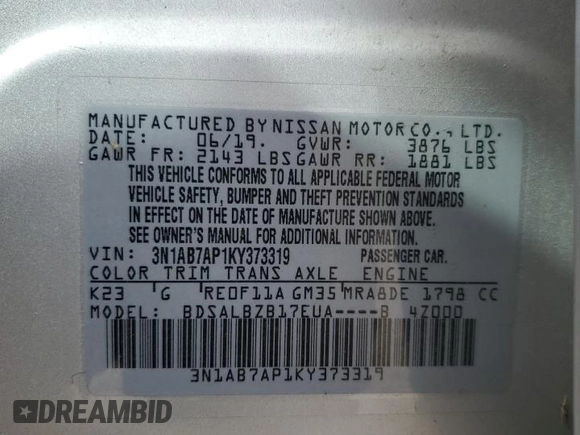 MANUFACTURED BY NISSAN MOTOR CO., LTD.
DATE: 06/19. GVWR: 3876 LBS
GAWR FR: 2143 LBS GAWR RR: 1881 LBS
THIS VEHICLE CONFORMS TO ALL APPLICABLE FEDERAL MOTOR
VEHICLE SAFETY, BUMPER AND THEFT PREVENTION STANDARDS
IN EFFECT ON THE DATE OF MANUFACTURE SHOWN ABOVE.
SEE OWNER'S MANUAL FOR ADDITIONAL INFORMATION.
VIN: 3N1AB7AP1KY373319 PASSENGER CAR.
COLOR TRIM TRANS AXLE ENGINE
K23 G RE0F11A GM35 MRA8DE 1798 CC
MODEL: BDSALBZB17EUA----B 4Z000
3N1AB7AP1KY373319
DREAMBID